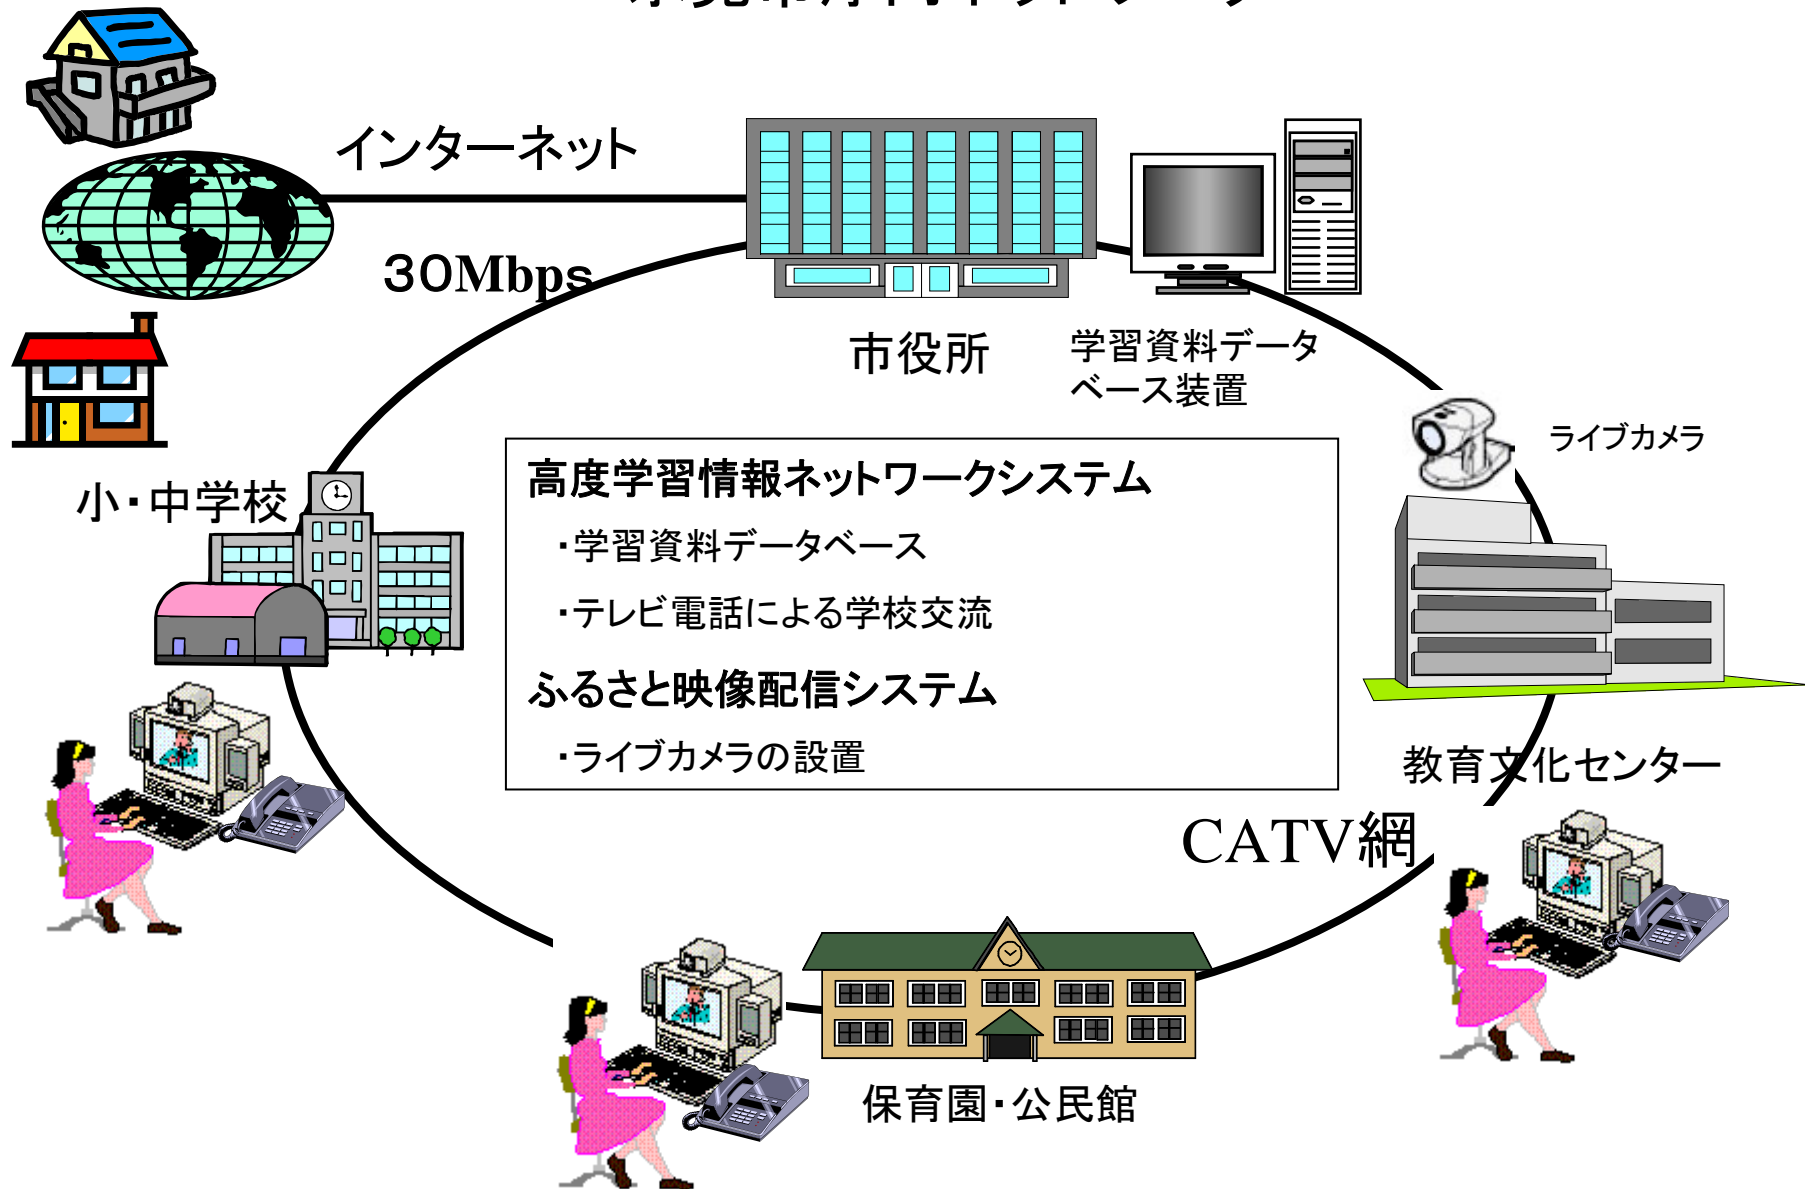 インターネット
30Mbps
市役所
学習資料データ
ベース装置
ライブカメラ
小・中学校
高度学習情報ネットワークシステム
・学習資料データベース
・テレビ電話による学校交流
ふるさと映像配信システム
・ライブカメラの設置
教育文化センター
CATV網
保育園・公民館